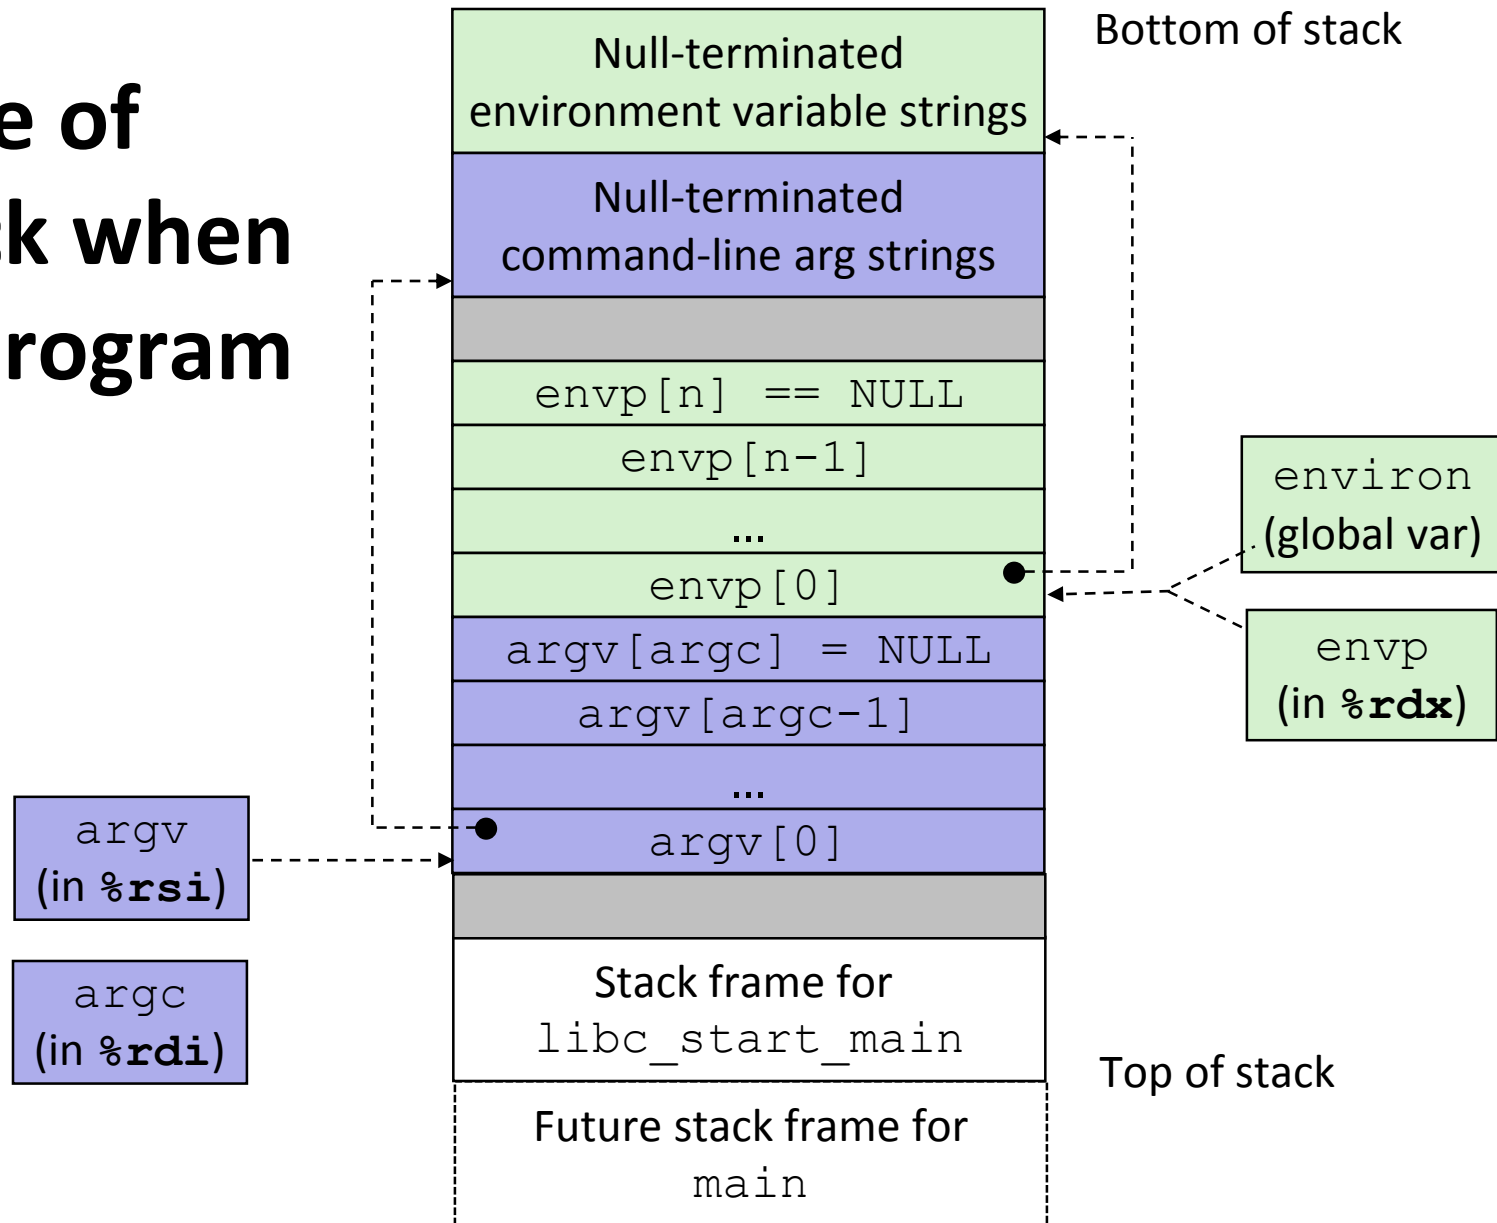 e of
ck when
rogram
Bottom of stack
Null-terminated
environment variable strings
Null-terminated
command-line arg strings
envp[n] == NULL
envp[n-1]
...
envp[0]
argv[argc] = NULL
argv[argc-1]
...
argv[0]
environ
(global var)
envp
(in %rdx)
argv
(in %rsi)
argc
(in %rdi)
Stack frame for
libc_start_main
Top of stack
Future stack frame for
main